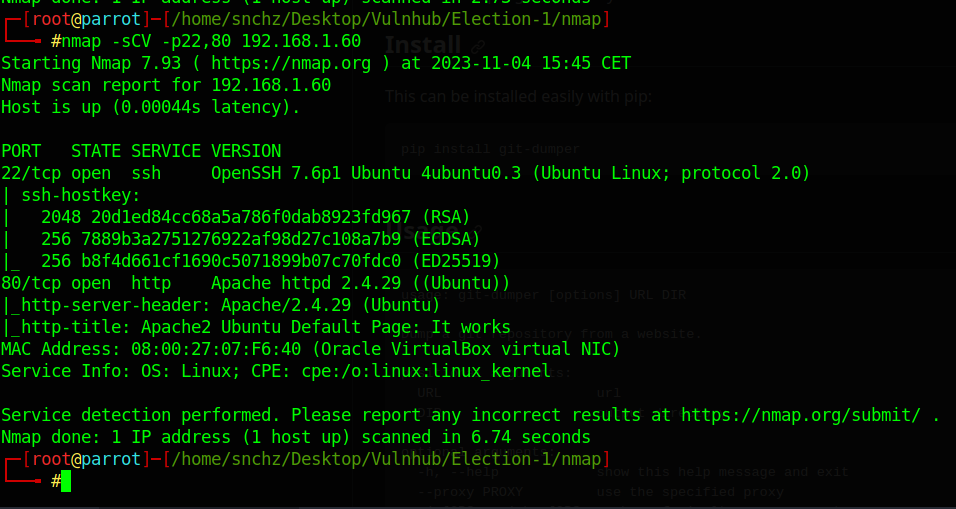 Nmap done: 1 IP address (1 host up) scanned in 2.75 seconds
┌─[root@parrot]─[/home/snchz/Desktop/Vulnhub/Election-1/nmap]
└──╼ #nmap -sCV -p22,80 192.168.1.60
Install
Starting Nmap 7.93 ( https://nmap.org ) at 2023-11-04 15:45 CET
Nmap scan report for 192.168.1.60
This can be installed easily with pip:
Host is up (0.00044s latency).
pip install git-dumper
PORT   STATE SERVICE VERSION
22/tcp open  ssh     OpenSSH 7.6p1 Ubuntu 4ubuntu0.3 (Ubuntu Linux; protocol 2.0)
| ssh-hostkey:
|   2048 20d1ed84cc68a5a786f0dab8923fd967 (RSA)
|   256 7889b3a2751276922af98d27c108a7b9 (ECDSA)
Usage
|_  256 b8f4d661cf1690c5071899b07c70fdc0 (ED25519)
80/tcp open  http    Apache httpd 2.4.29 ((Ubuntu))
git-dumper [options] URL DIR
|_http-server-header: Apache/2.4.29 (Ubuntu)
|_http-title: Apache2 Ubuntu Default Page: It works
repository from a website.
MAC Address: 08:00:27:07:F6:40 (Oracle VirtualBox virtual NIC)
Service Info: OS: Linux; CPE: cpe:/o:linux:linux_kernel
URL                   url
Service detection performed. Please report any incorrect results at https://nmap.org/submit/ .
Nmap done: 1 IP address (1 host up) scanned in 6.74 seconds
┌─[root@parrot]─[/home/snchz/Desktop/Vulnhub/Election-1/nmap]
└──╼ #
-h, --help            show this help message and exit
--proxy PROXY         use the specified proxy